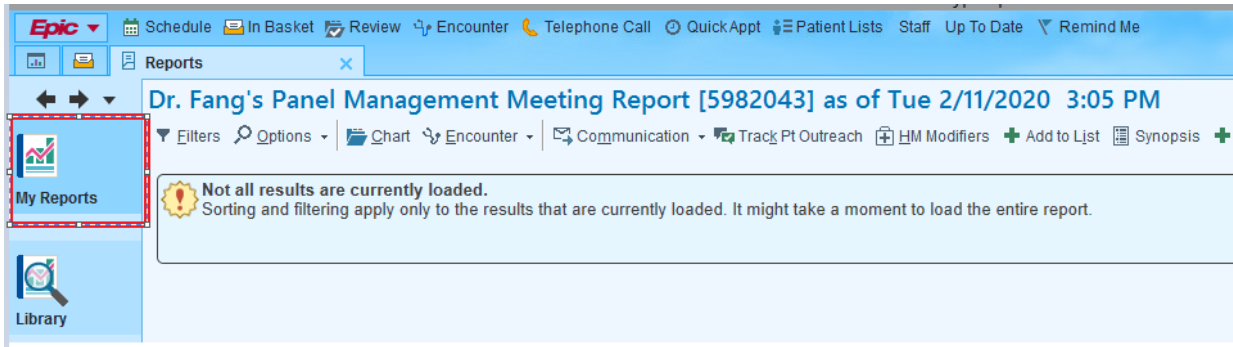 Epic Schedule In Basket Review Encounter Telephone Call QuickAppt Patient Lists Staff Up To Date Remind Me
Reports
Dr. Fang's Panel Management Meeting Report [5982043] as of Tue 2/11/2020 3:05 PM
Filters Options Chart Encounter Communication Track Pt Outreach HM Modifiers Add to List Synopsis
My Reports
Not all results are currently loaded.
Sorting and filtering apply only to the results that are currently loaded. It might take a moment to load the entire report.
Library